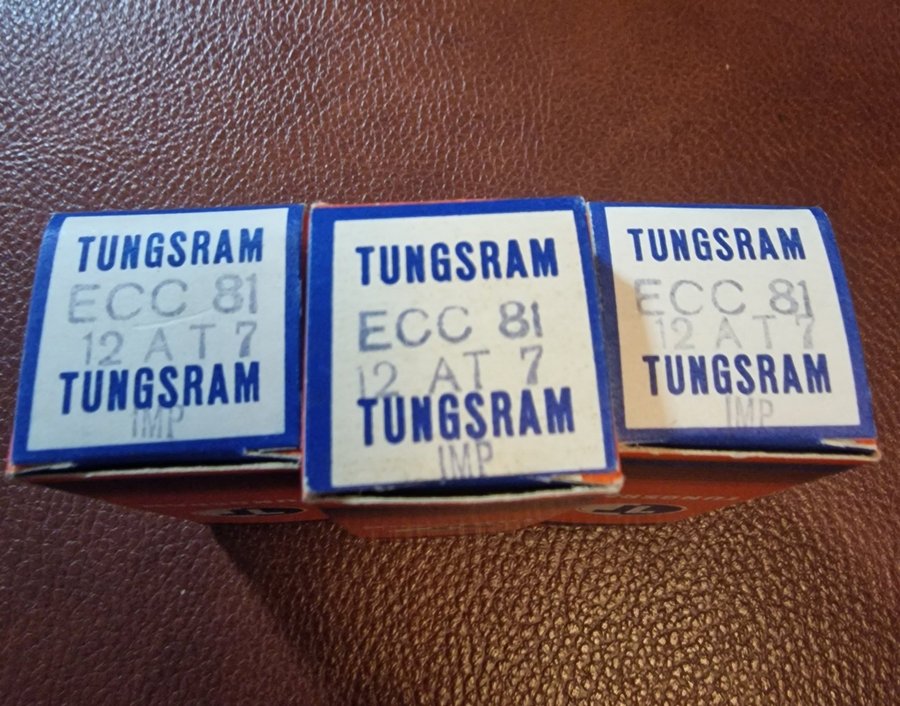 TUNGSRAM
ECC 81
12 AT 7
TUNGSRAM
IMP
TUNGSRAM
ECC 81
12 AT 7
TUNGSRAM
IMP
TUNGSRAM
ECC 81
12 AT 7
TUNGSRAM
IMP